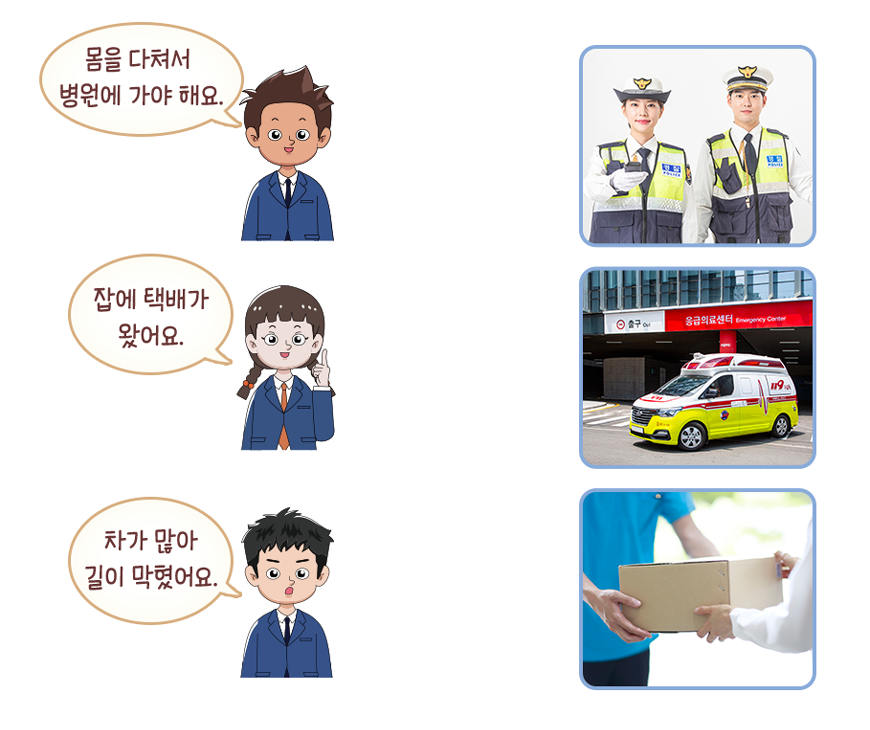 몸을 다쳐서
병원에 가야 해요.
경찰
POLICE
경찰
POLICE
잡에 택배가
왔어요.
출구 Out
응급의료센터 Emergency Center
119
차가 많아
길이 막혔어요.